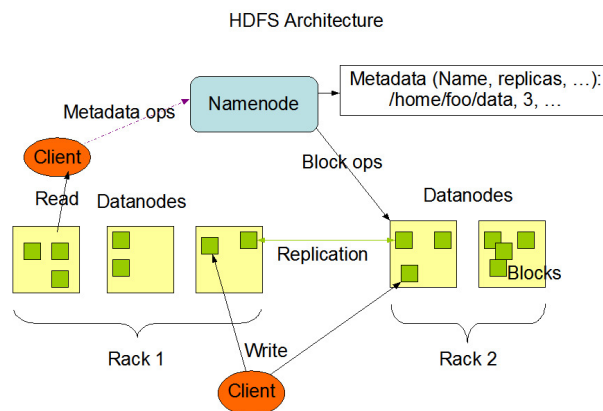 HDFS Architecture
Metadata (Name, replicas, …):
/home/foo/data, 3, …
Namenode
Metadata ops
Client
Block ops
Read
Datanodes
Datanodes
Replication
Blocks
Rack 1
Write
Rack 2
Client